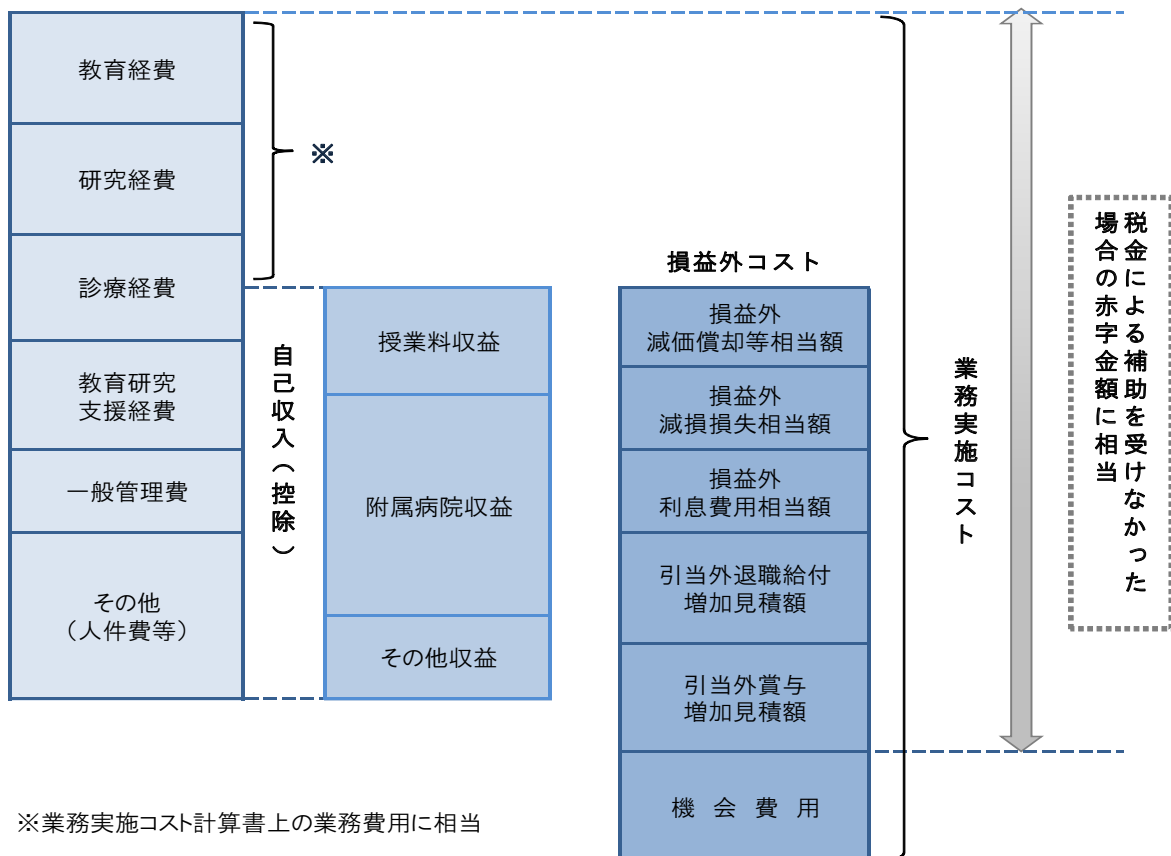 教育経費
研究経費
診療経費
教育研究
支援経費
一般管理費
その他
（人件費等）
※
自己収入（控除）
授業料収益
附属病院収益
その他収益
損益外コスト
損益外
減価償却等相当額
損益外
減損損失相当額
損益外
利息費用相当額
引当外退職給付
増加見積額
引当外賞与
増加見積額
機会費用
業務実施コスト
税金による補助を受けなかった
場合の赤字金額に相当
※業務実施コスト計算書上の業務費用に相当